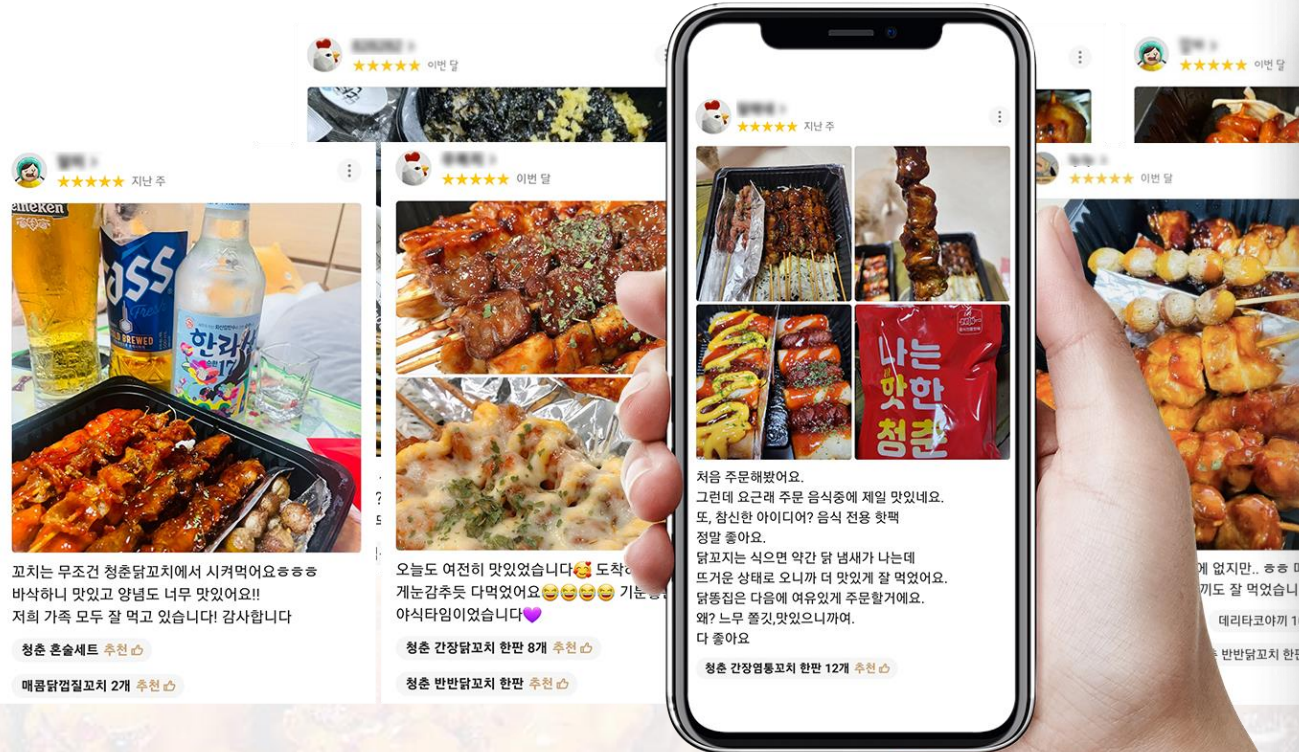 이번 달
이번 달
지난 주
지난 주
Heineken
CASS
Fresh
BREWED
한라산
17
꼬치는 무조건 청춘닭꼬치에서 시켜먹어요ㅎㅎㅎ
바삭하니 맛있고 양념도 너무 맛있어요!!
저희 가족 모두 잘 먹고 있습니다! 감사합니다
청춘 혼술세트 추천
매콤닭껍질꼬치 2개 추천
이번 달
오늘도 여전히 맛있었습니다🥰 도착
게눈감추듯 다먹었어요😂😂😂😂
야식타임이었습니다💜
청춘 간장닭꼬치 한판 8개 추천
청춘 반반닭꼬치 한판 추천
나는
맛한
청춘
처음 주문해봤어요.
그런데 요근래 주문 음식중에 제일 맛있네요.
또, 참신한 아이디어? 음식 전용 핫팩
정말 좋아요.
닭꼬지는 식으면 약간 닭 냄새가 나는데
뜨거운 상태로 오니까 더 맛있게 잘 먹었어요.
닭똥집은 다음에 여유있게 주문할거에요.
왜? 느무 쫄깃,맛있으니까여.
다 좋아요
청춘 간장염통꼬치 한판 12개 추천
이번 달
에 없지만.. ㅎㅎ
끼도 잘 먹었습니
데리타코야끼
반반닭꼬치 한판